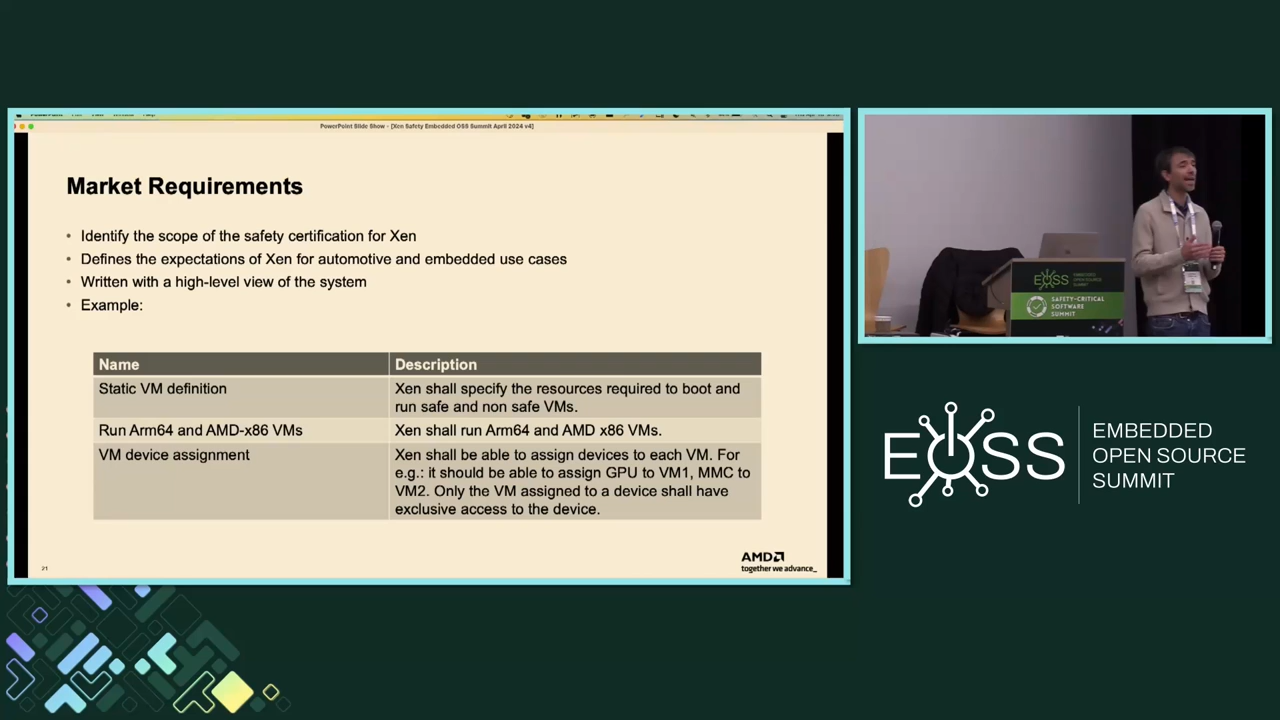 PowerPoint Slide Show - [Xen Safety Embedded OSS Summit April 2024 v4]
Market Requirements
• Identify the scope of the safety certification for Xen
• Defines the expectations of Xen for automotive and embedded use cases
• Written with a high-level view of the system
• Example:
Name Description
Static VM definition Xen shall specify the resources required to boot and
run safe and non safe VMs.
Run Arm64 and AMD-x86 VMs Xen shall run Arm64 and AMD x86 VMs.
VM device assignment Xen shall be able to assign devices to each VM. For
e.g.: it should be able to assign GPU to VM1, MMC to
VM2. Only the VM assigned to a device shall have
exclusive access to the device.
21
AMD
together we advance_
EOSS
EMBEDDED
OPEN SOURCE
SUMMIT
SAFETY-CRITICAL
SOFTWARE
SUMMIT
EOSS
EMBEDDED
OPEN SOURCE
SUMMIT